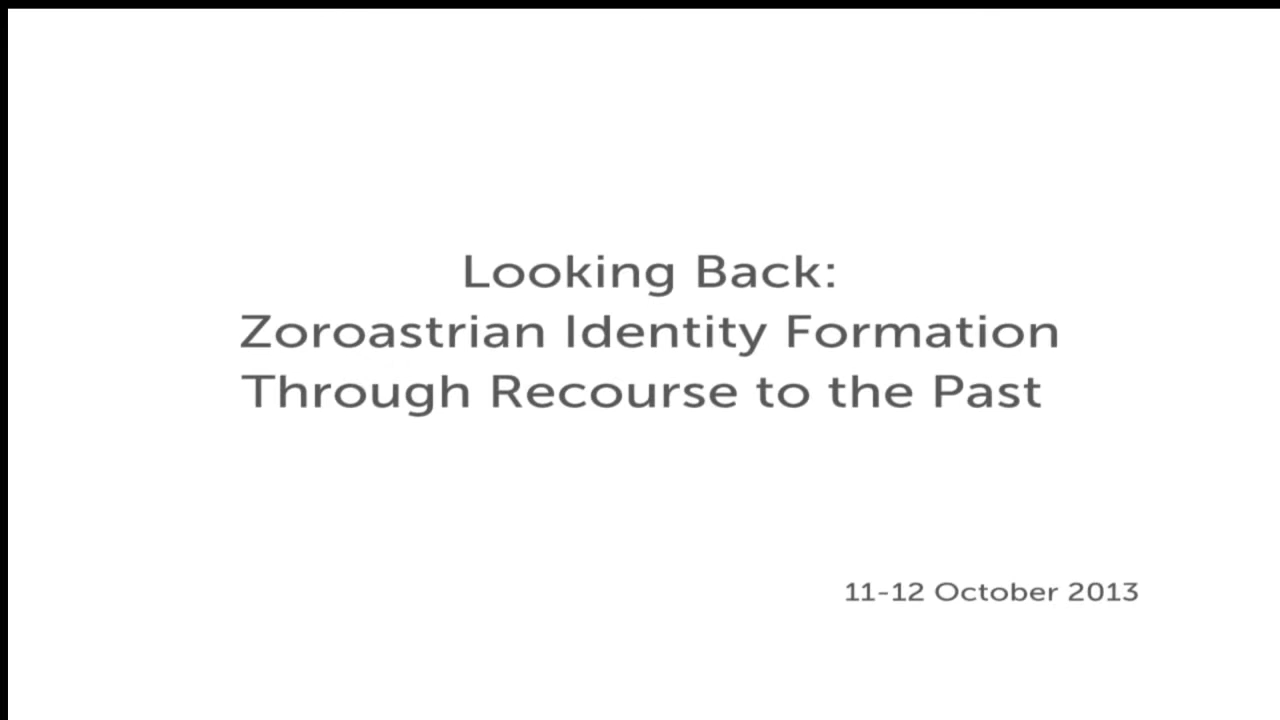 Looking Back:
Zoroastrian Identity Formation
Through Recourse to the Past
11-12 October 2013